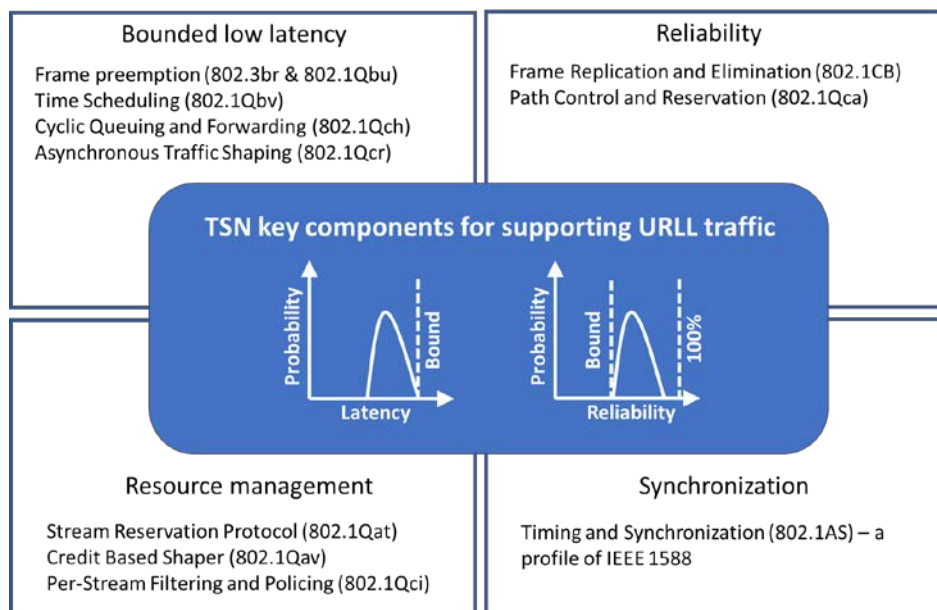 Bounded low latency
Frame preemption (802.3br & 802.1Qbu)
Time Scheduling (802.1Qbv)
Cyclic Queuing and Forwarding (802.1Qch)
Asynchronous Traffic Shaping (802.1Qcr)
Reliability
Frame Replication and Elimination (802.1CB)
Path Control and Reservation (802.1Qca)
TSN key components for supporting URLL traffic
Probability
Bound
Latency
Probability
Bound
100%
Reliability
Resource management
Stream Reservation Protocol (802.1Qat)
Credit Based Shaper (802.1Qav)
Per-Stream Filtering and Policing (802.1Qci)
Synchronization
Timing and Synchronization (802.1AS) – a
profile of IEEE 1588